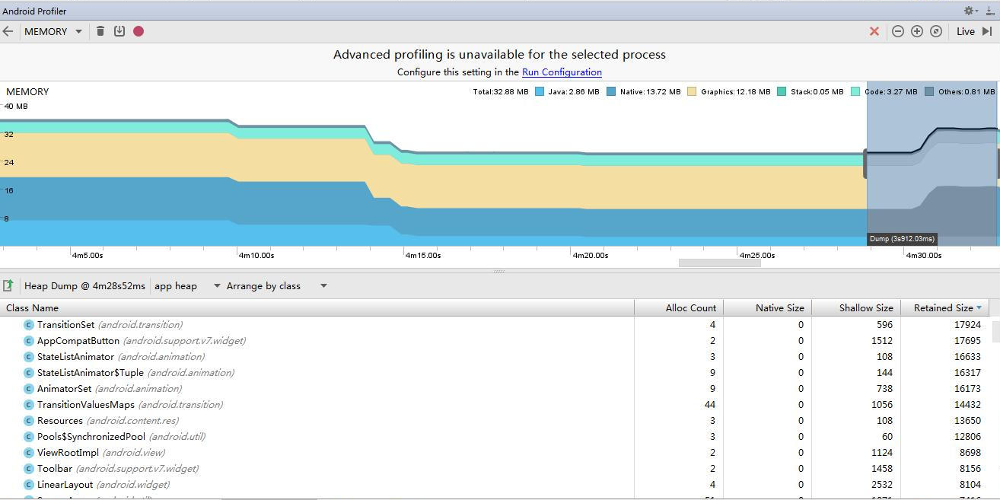 Android Profiler
MEMORY Live
Advanced profiling is unavailable for the selected process
Configure this setting in the Run Configuration
MEMORY Total:32.88 MB Java:2.86 MB Native:13.72 MB Graphics:12.18 MB Stack:0.05 MB Code:3.27 MB Others:0.81 MB
40 MB
32
24
16
8
Dump (3s912.03ms)
4m5.00s 4m10.00s 4m15.00s 4m20.00s 4m25.00s 4m30.00s
Heap Dump @ 4m28s52ms app heap Arrange by class
Class Name Alloc Count Native Size Shallow Size Retained Size
C TransitionSet (android.transition) 4 0 596 17924
C AppCompatButton (android.support.v7.widget) 2 0 1512 17695
C StateListAnimator (android.animation) 3 0 108 16633
C StateListAnimator$Tuple (android.animation) 9 0 144 16317
C AnimatorSet (android.animation) 9 0 738 16173
C TransitionValuesMaps (android.transition) 44 0 1056 14432
C Resources (android.content.res) 3 0 108 13650
C Pools$SynchronizedPool (android.util) 3 0 60 12806
C ViewRootImpl (android.view) 2 0 1124 8698
C Toolbar (android.support.v7.widget) 2 0 1458 8156
C LinearLayout (android.widget) 4 0 2532 8104